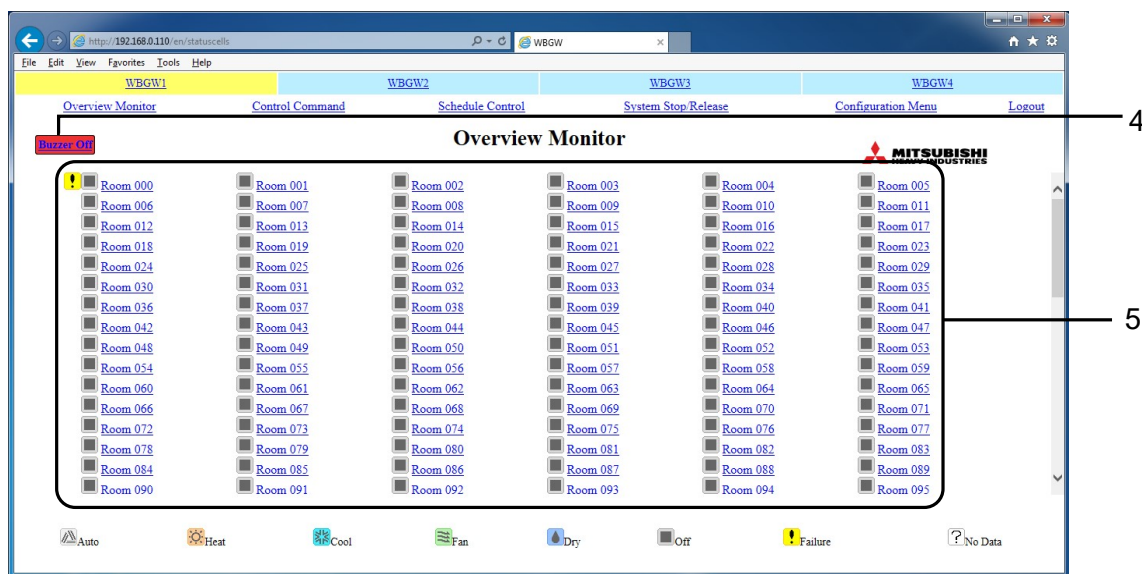 http://192.168.0.110/en/statuscells WBGW
File Edit View Favorites Tools Help
WBGW1 WBGW2 WBGW3 WBGW4
Overview Monitor Control Command Schedule Control System Stop/Release Configuration Menu Logout
4
Buzzer Off Overview Monitor
MITSUBISHI
HEAVY INDUSTRIES
Room 000 Room 001 Room 002 Room 003 Room 004 Room 005
Room 006 Room 007 Room 008 Room 009 Room 010 Room 011
Room 012 Room 013 Room 014 Room 015 Room 016 Room 017
Room 018 Room 019 Room 020 Room 021 Room 022 Room 023
Room 024 Room 025 Room 026 Room 027 Room 028 Room 029
Room 030 Room 031 Room 032 Room 033 Room 034 Room 035
Room 036 Room 037 Room 038 Room 039 Room 040 Room 041
Room 042 Room 043 Room 044 Room 045 Room 046 Room 047
5
Room 048 Room 049 Room 050 Room 051 Room 052 Room 053
Room 054 Room 055 Room 056 Room 057 Room 058 Room 059
Room 060 Room 061 Room 062 Room 063 Room 064 Room 065
Room 066 Room 067 Room 068 Room 069 Room 070 Room 071
Room 072 Room 073 Room 074 Room 075 Room 076 Room 077
Room 078 Room 079 Room 080 Room 081 Room 082 Room 083
Room 084 Room 085 Room 086 Room 087 Room 088 Room 089
Room 090 Room 091 Room 092 Room 093 Room 094 Room 095
Auto Heat Cool Fan Dry Off Failure No Data